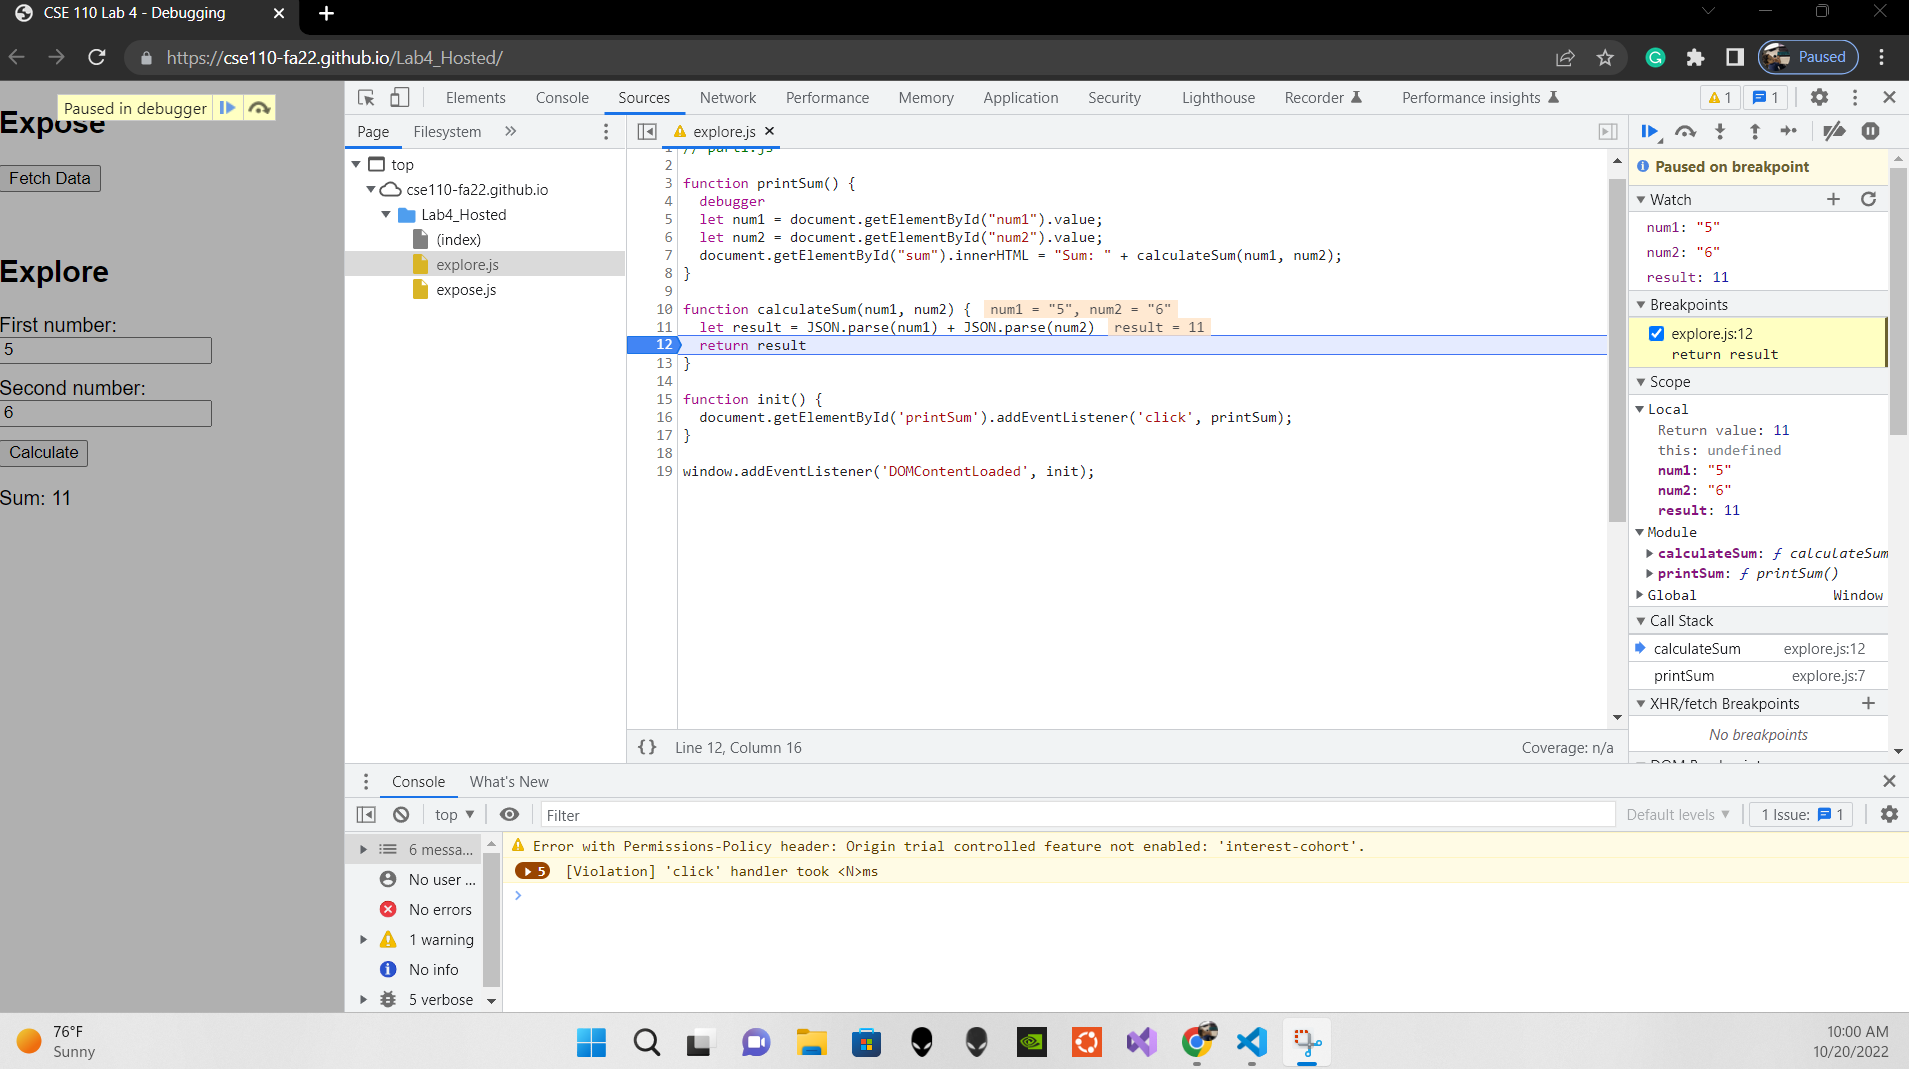 CSE 110 Lab 4 - Debugging
https://cse110-fa22.github.io/Lab4_Hosted/
Paused
Paused in debugger
Expose
Fetch Data
Explore
First number:
5
Second number:
6
Calculate
Sum: 11
Elements Console Sources Network Performance Memory Application Security Lighthouse Recorder Performance insights 1 1
Page Filesystem
top
cse110-fa22.github.io
Lab4_Hosted
(index)
explore.js
expose.js
explore.js
1 // part1.js
2
3 function printSum() {
4 debugger
5 let num1 = document.getElementById("num1").value;
6 let num2 = document.getElementById("num2").value;
7 document.getElementById("sum").innerHTML = "Sum: " + calculateSum(num1, num2);
8 }
9
10 function calculateSum(num1, num2) { num1 = "5", num2 = "6"
11 let result = JSON.parse(num1) + JSON.parse(num2) result = 11
12 return result
13 }
14
15 function init() {
16 document.getElementById('printSum').addEventListener('click', printSum);
17 }
18
19 window.addEventListener('DOMContentLoaded', init);
{} Line 12, Column 16 Coverage: n/a
Paused on breakpoint
Watch
num1: "5"
num2: "6"
result: 11
Breakpoints
explore.js:12
return result
Scope
Local
Return value: 11
this: undefined
num1: "5"
num2: "6"
result: 11
Module
calculateSum: ƒ calculateSum
printSum: ƒ printSum()
Global Window
Call Stack
calculateSum explore.js:12
printSum explore.js:7
XHR/fetch Breakpoints
No breakpoints
Console What's New
top Filter Default levels 1 Issue: 1
6 messa...
No user ...
No errors
1 warning
No info
5 verbose
Error with Permissions-Policy header: Origin trial controlled feature not enabled: 'interest-cohort'.
5 [Violation] 'click' handler took <N>ms
76°F
Sunny
10:00 AM
10/20/2022